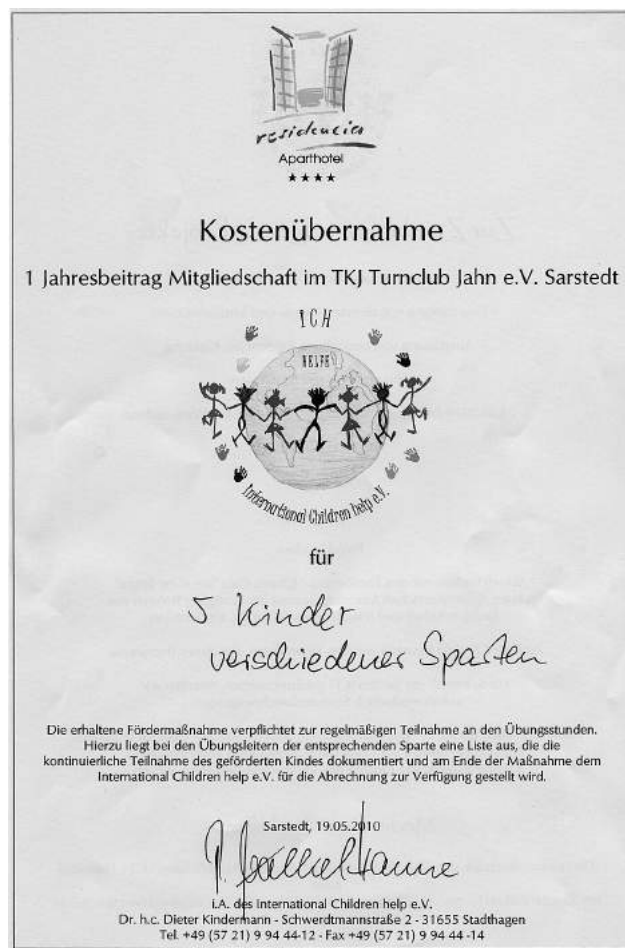 residencia
Aparthotel
★★★★
Kostenübernahme
1 Jahresbeitrag Mitgliedschaft im TKJ Turnclub Jahn e.V. Sarstedt
ICH
HELFE
International Children help e.V.
für
5 Kinder
verschiedener Sparten
Die erhaltene Fördermaßnahme verpflichtet zur regelmäßigen Teilnahme an den Übungsstunden.
Hierzu liegt bei den Übungsleitern der entsprechenden Sparte eine Liste aus, die die
kontinuierliche Teilnahme des geförderten Kindes dokumentiert und am Ende der Maßnahme dem
International Children help e.V. für die Abrechnung zur Verfügung gestellt wird.
Sarstedt, 19.05.2010
i.A. des International Children help e.V.
Dr. h.c. Dieter Kindermann - Schwerdtmannstraße 2 - 31655 Stadthagen
Tel. +49 (57 21) 9 94 44-12 - Fax +49 (57 21) 9 94 44 -14